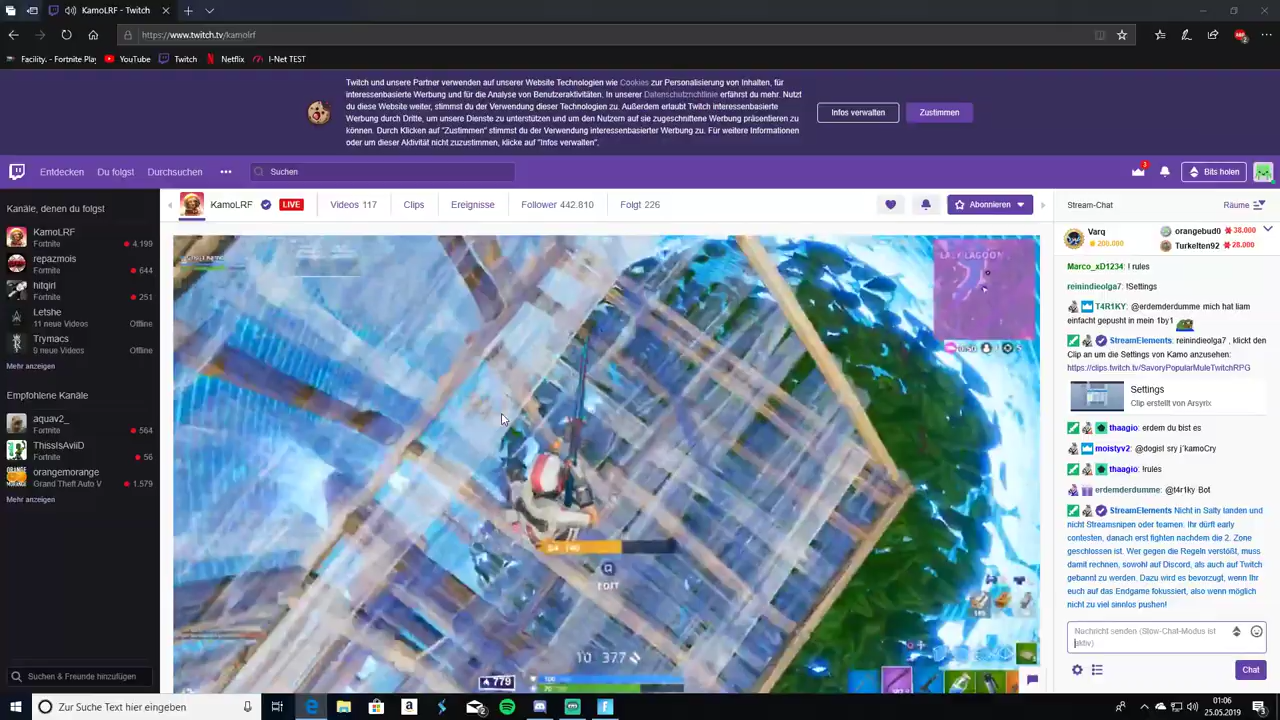 KamoLRF - Twitch
https://www.twitch.tv/kamolrf
Facility. - Fortnite Pla YouTube Twitch Netflix I-Net TEST
Twitch und unsere Partner verwenden auf unserer Website Technologien wie Cookies zur Personalisierung von Inhalten, für
interessenbasierte Werbung und für die Analyse von Benutzeraktivitäten. In unserer Datenschutzrichtlinie erfährst du mehr. Nutzt
du diese Website weiter, stimmst du der Verwendung dieser Technologien zu. Außerdem erlaubt Twitch interessenbasierte
Werbung durch Dritte, um unsere Dienste zu unterstützen und um den Nutzern auf sie zugeschnittene Werbung präsentieren zu
können. Durch Klicken auf "Zustimmen" stimmst du der Verwendung interessenbasierter Werbung zu. Für weitere Informationen
oder um dieser Aktivität nicht zuzustimmen, klicke auf "Infos verwalten".
Infos verwalten Zustimmen
Entdecken Du folgst Durchsuchen ••• Suchen 3 Bits holen
Kanäle, denen du folgst
KamoLRF
Fortnite 4.199
repazmois
Fortnite 644
hitqirl
Fortnite 251
Letshe
11 neue Videos Offline
Trymacs
9 neue Videos Offline
Mehr anzeigen
Empfohlene Kanäle
aquav2_
Fortnite 564
ThissIsAviiD
Fortnite 56
orangemorange
Grand Theft Auto V 1.579
Mehr anzeigen
Suchen & Freunde hinzufügen
KamoLRF LIVE Videos 117 Clips Ereignisse Follower 442.810 Folgt 226 Abonnieren
LAZY LAGOON
10 377
779
Stream-Chat Räume
Varq
200.000
orangebud0 38.000
Turkelten92 28.000
Marco_xD1234: ! rules
reinindieolga7: !Settings
T4R1KY: @erdemderdumme mich hat liam
einfach gepusht in mein 1by1
StreamElements: reinindieolga7 , klickt den
Clip an um die Settings von Kamo anzusehen:
https://clips.twitch.tv/SavoryPopularMuleTwitchRPG
Settings
Clip erstellt von Arsyrix
thaagio: erdem du bist es
moistyv2: @dogisl sry j´kamoCry
thaagio: !rules
erdemderdumme: @t4r1ky Bot
StreamElements Nicht in Salty landen und
nicht Streamsnipen oder teamen. Ihr dürft early
contesten, danach erst fighten nachdem die 2. Zone
geschlossen ist. Wer gegen die Regeln verstößt, muss
damit rechnen, sowohl auf Discord, als auch auf Twitch
gebannt zu werden. Dazu wird es bevorzugt, wenn Ihr
euch auf das Endgame fokussiert, also wenn möglich
nicht zu viel sinnlos pushen!
Nachricht senden (Slow-Chat-Modus ist
aktiv)
Chat
Zur Suche Text hier eingeben
01:06
25.05.2019